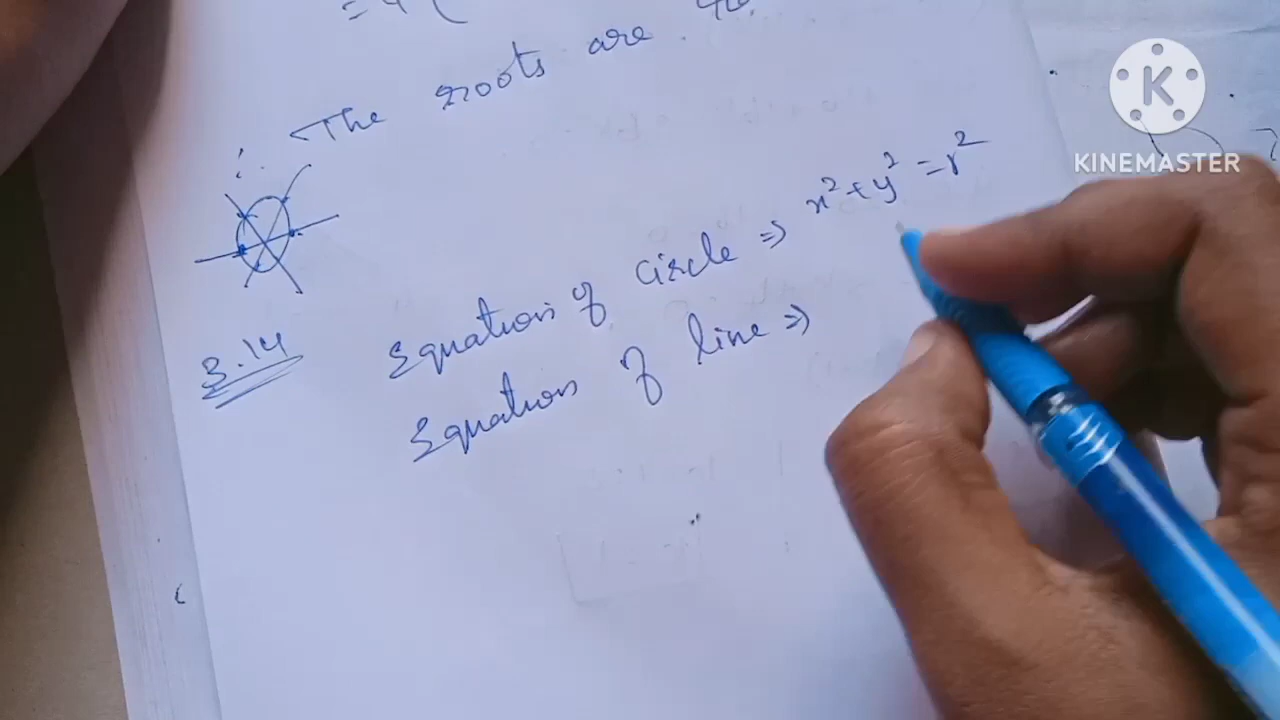 ∴ The roots are
3.14 Equation of circle ⇒ x² + y² = r²
Equation of line ⇒
K
KINEMASTER